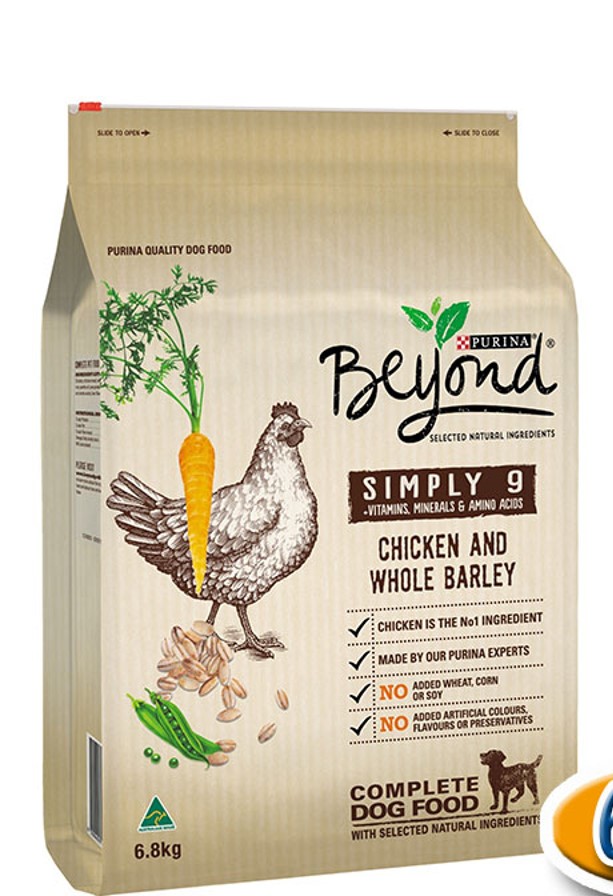 SLIDE TO OPEN
SLIDE TO CLOSE
PURINA QUALITY DOG FOOD
PURINA®
Beyond®
SELECTED NATURAL INGREDIENTS
SIMPLY 9
+VITAMINS, MINERALS & AMINO ACIDS
CHICKEN AND
WHOLE BARLEY
CHICKEN IS THE No1 INGREDIENT
MADE BY OUR PURINA EXPERTS
NO ADDED WHEAT, CORN
OR SOY
NO ADDED ARTIFICIAL COLOURS,
FLAVOURS OR PRESERVATIVES
COMPLETE
DOG FOOD
WITH SELECTED NATURAL INGREDIENTS
AUSTRALIAN MADE
6.8kg